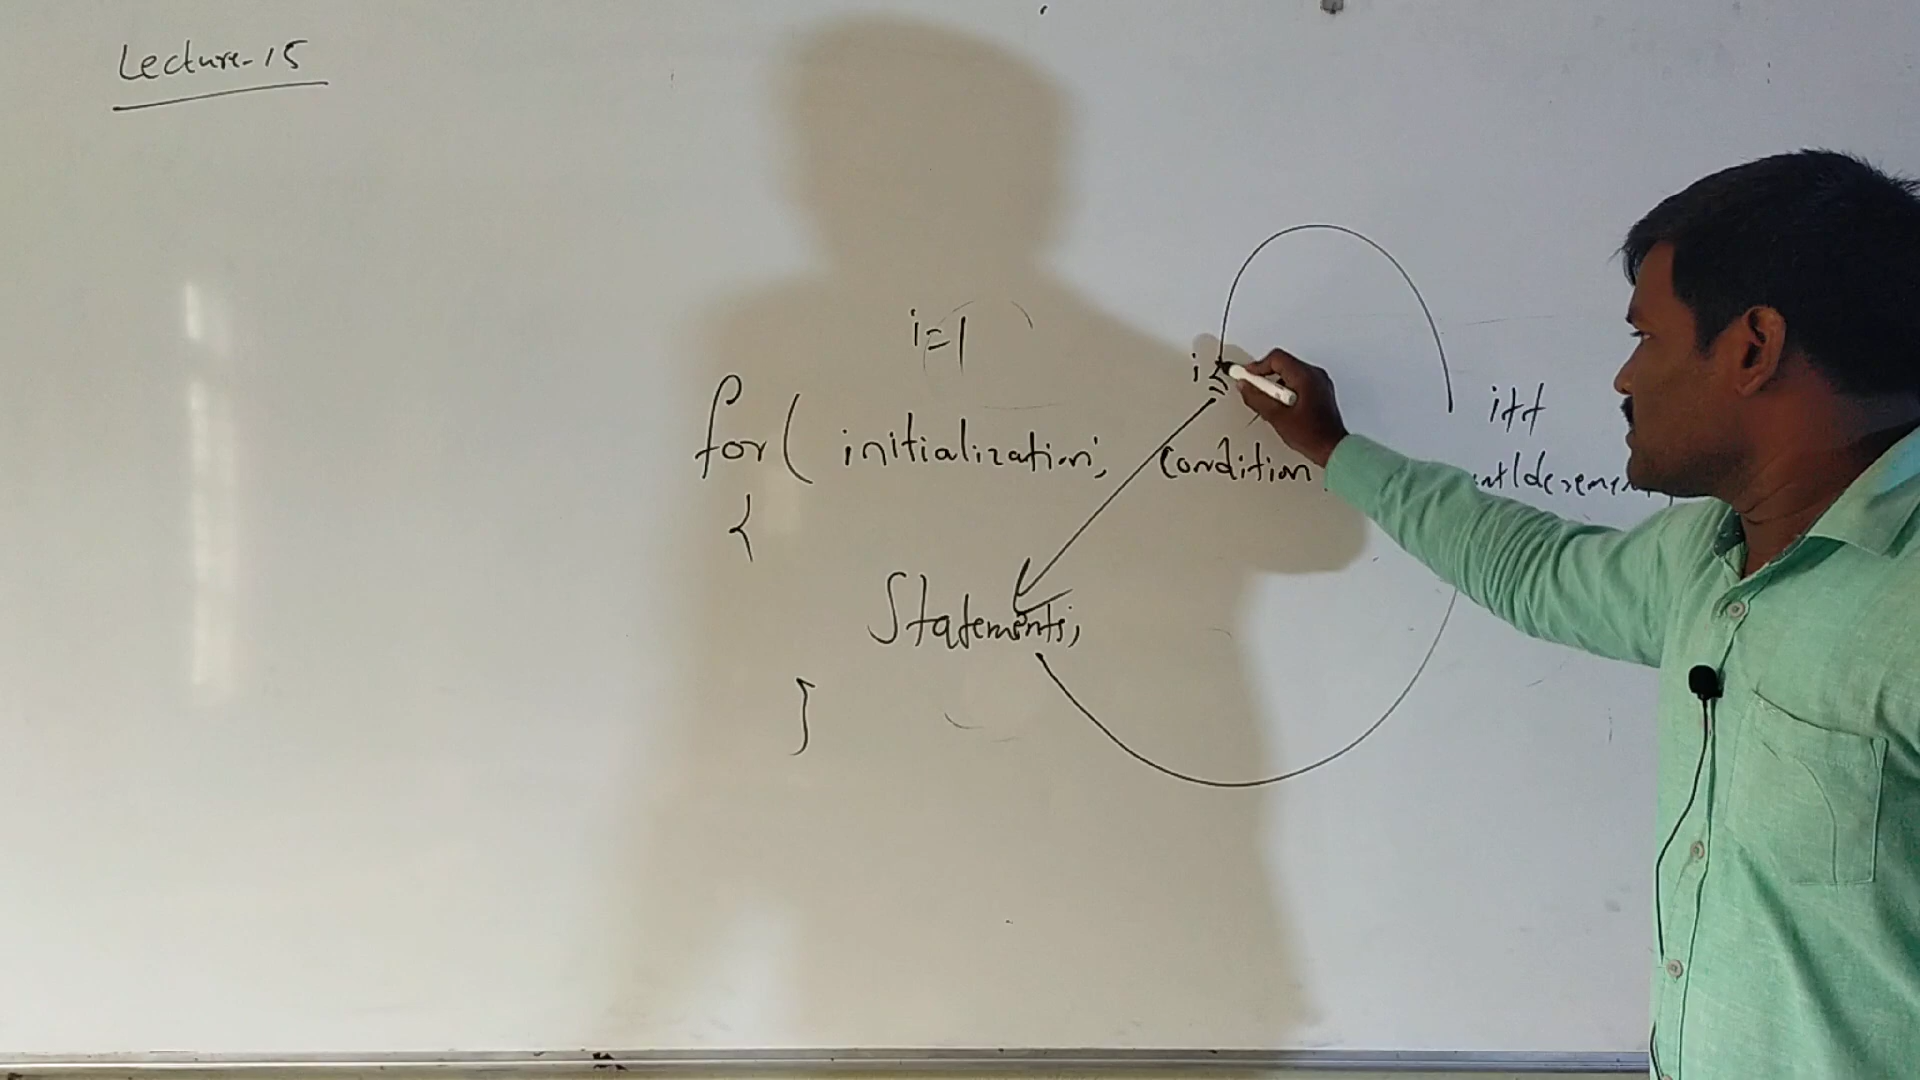 Lecture-15
i=1
i++
for( initialization; condition
{
Statements;
}